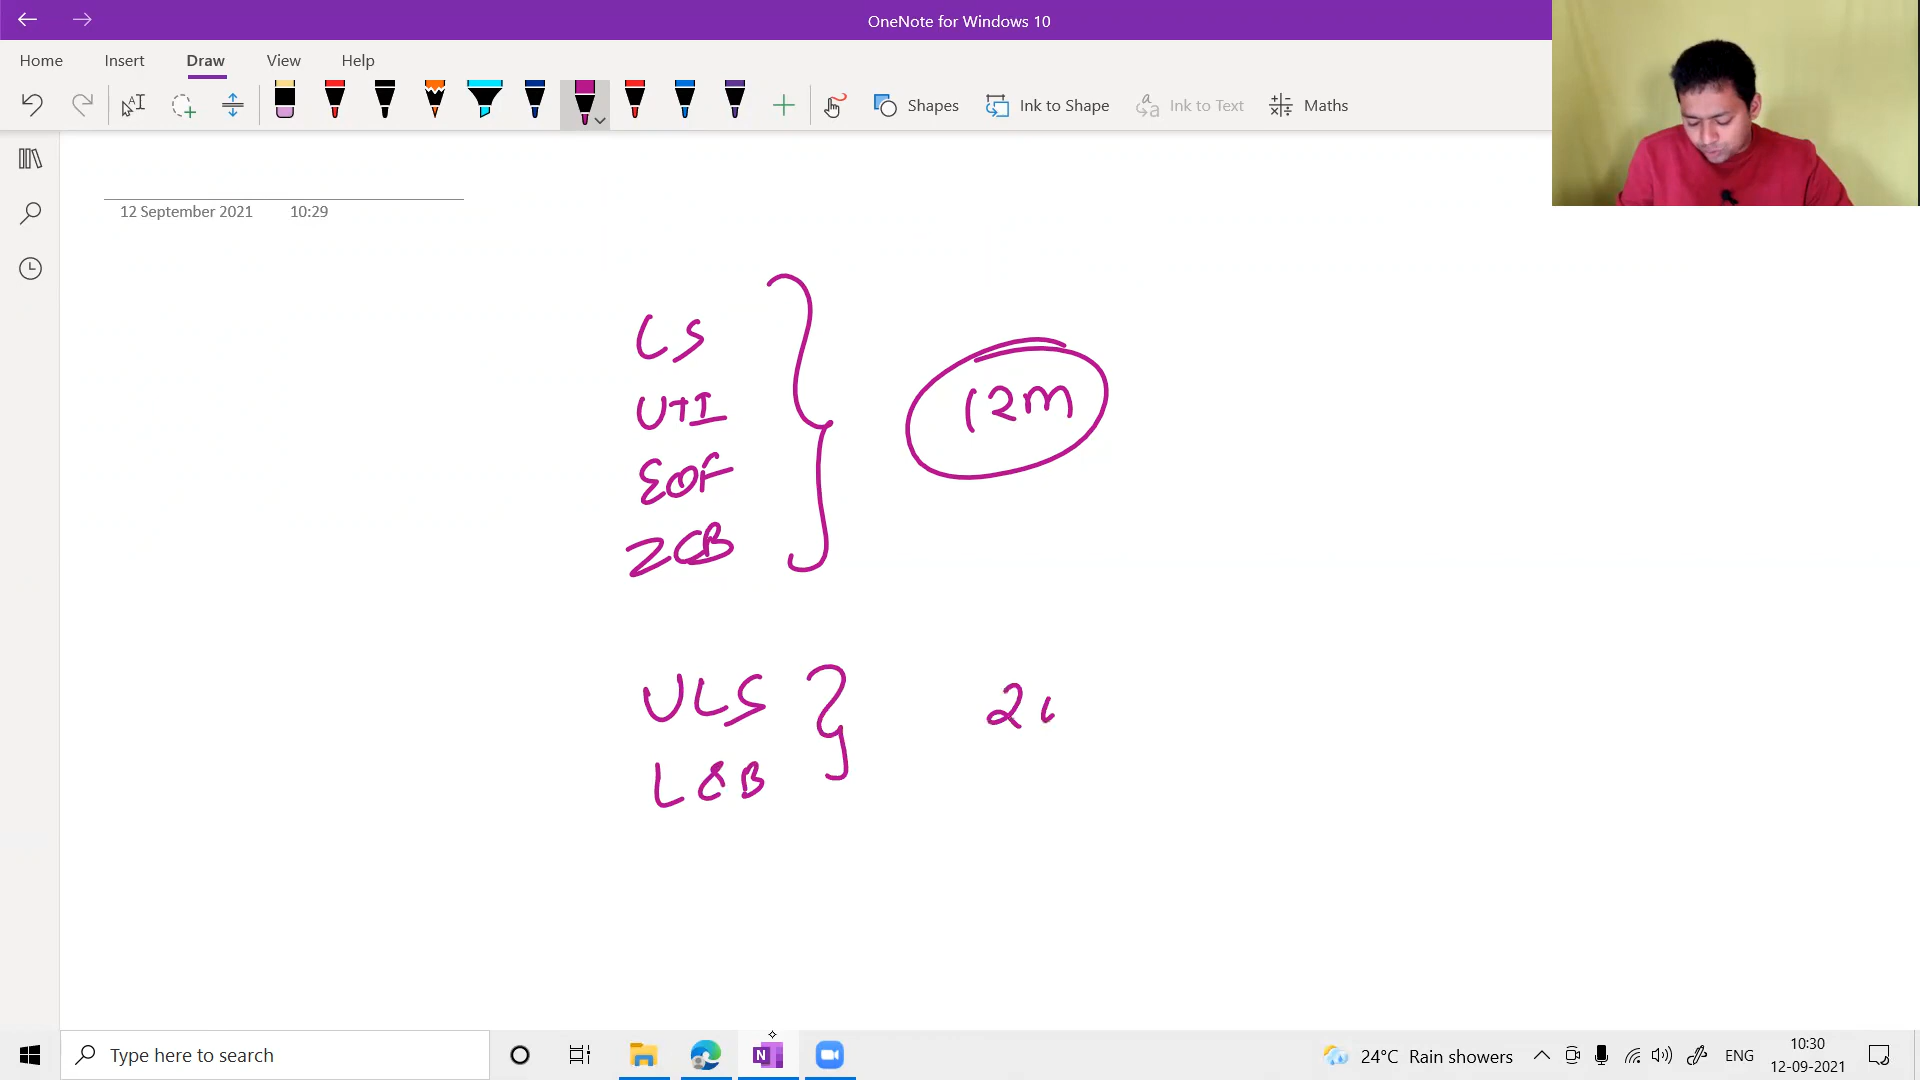 OneNote for Windows 10
Home Insert Draw View Help
Shapes Ink to Shape Ink to Text Maths
12 September 2021 10:29
LS
UTI
EOF
ZCB
12m
ULS
L&B
2
Type here to search
24°C Rain showers
ENG
10:30
12-09-2021